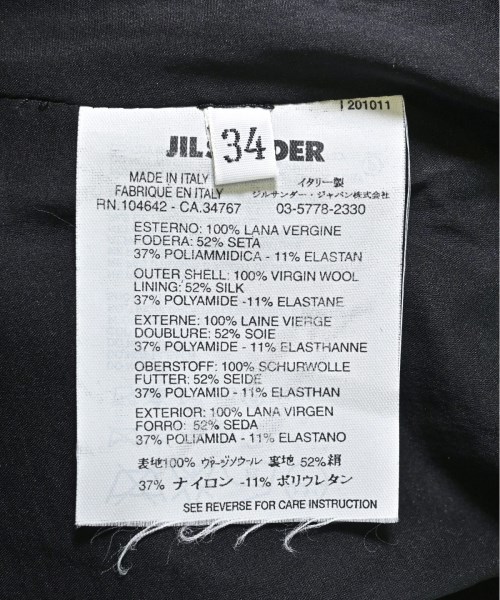 201011
34
MADE IN ITALY
イタリー製
FABRIQUE EN ITALY
ジルサンダー・ジャパン株式会社
RN.104642 - CA.34767
03-5778-2330
ESTERNO: 100% LANA VERGINE
FODERA: 52% SETA
37% POLIAMMIDICA - 11% ELASTAN
OUTER SHELL: 100% VIRGIN WOOL
LINING: 52% SILK
37% POLYAMIDE -11% ELASTANE
EXTERNE: 100% LAINE VIERGE
DOUBLURE: 52% SOIE
37% POLYAMIDE - 11% ELASTHANNE
OBERSTOFF: 100% SCHURWOLLE
FUTTER: 52% SEIDE
37% POLYAMID - 11% ELASTHAN
EXTERIOR: 100% LANA VIRGEN
FORRO: 52% SEDA
37% POLIAMIDA - 11% ELASTANO
表地100% ヴァージンウール 裏地 52%絹
37% ナイロン -11% ポリウレタン
SEE REVERSE FOR CARE INSTRUCTION